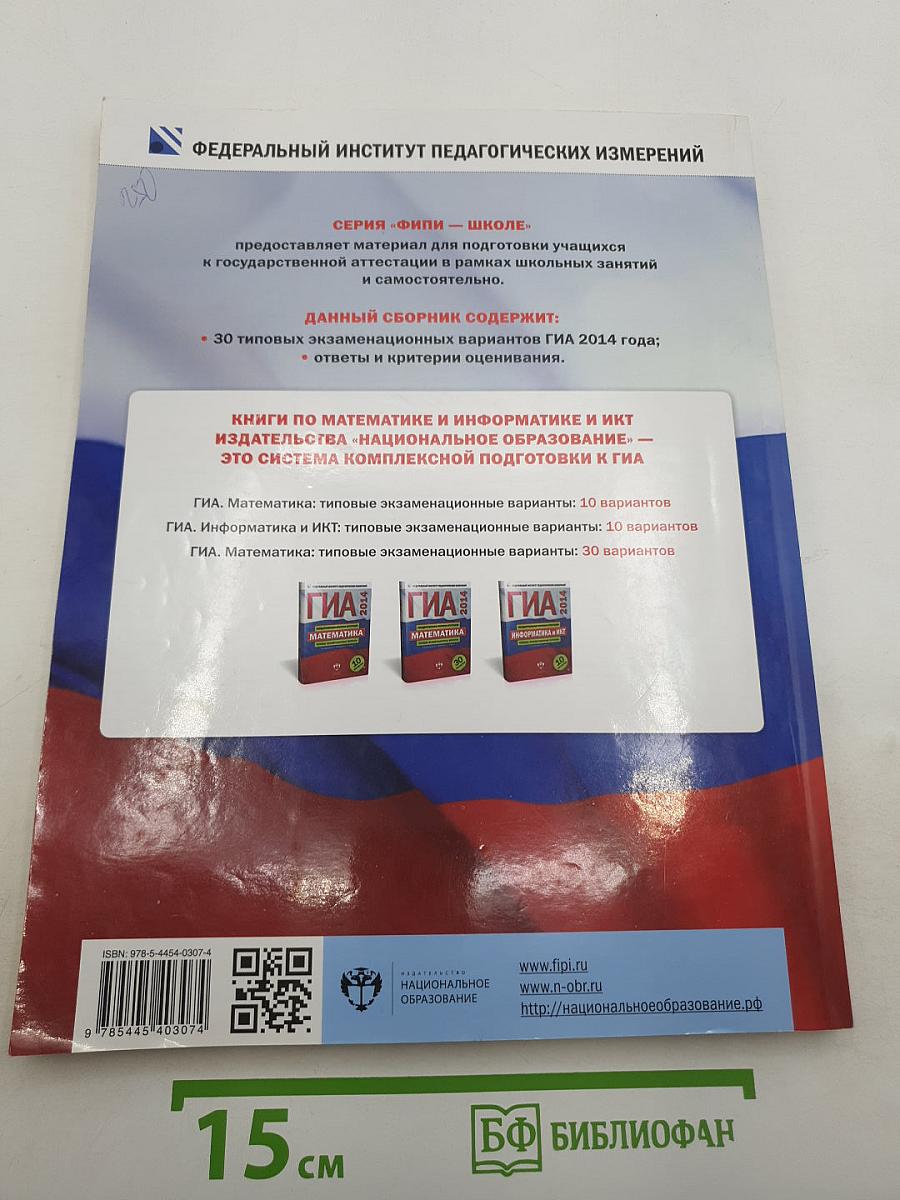 ФЕДЕРАЛЬНЫЙ ИНСТИТУТ ПЕДАГОГИЧЕСКИХ ИЗМЕРЕНИЙ
СЕРИЯ «ФИПИ — ШКОЛЕ»
предоставляет материал для подготовки учащихся
к государственной аттестации в рамках школьных занятий
и самостоятельно.
ДАННЫЙ СБОРНИК СОДЕРЖИТ:
• 30 типовых экзаменационных вариантов ГИА 2014 года;
• ответы и критерии оценивания.
КНИГИ ПО МАТЕМАТИКЕ И ИНФОРМАТИКЕ И ИКТ
ИЗДАТЕЛЬСТВА «НАЦИОНАЛЬНОЕ ОБРАЗОВАНИЕ» —
ЭТО СИСТЕМА КОМПЛЕКСНОЙ ПОДГОТОВКИ К ГИА
ГИА. Математика: типовые экзаменационные варианты: 10 вариантов
ГИА. Информатика и ИКТ: типовые экзаменационные варианты: 10 вариантов
ГИА. Математика: типовые экзаменационные варианты: 30 вариантов
ГИА 2014 ГИА 2014 ГИА 2014
МАТЕМАТИКА МАТЕМАТИКА ИНФОРМАТИКА И ИКТ
10 30 10
ISBN: 978-5-4454-0307-4
9 785445 403074
ИЗДАТЕЛЬСТВО
НАЦИОНАЛЬНОЕ
ОБРАЗОВАНИЕ
www.fipi.ru
www.n-obr.ru
http://национальноеобразование.рф
15 см
БФ БИБЛИОФАН